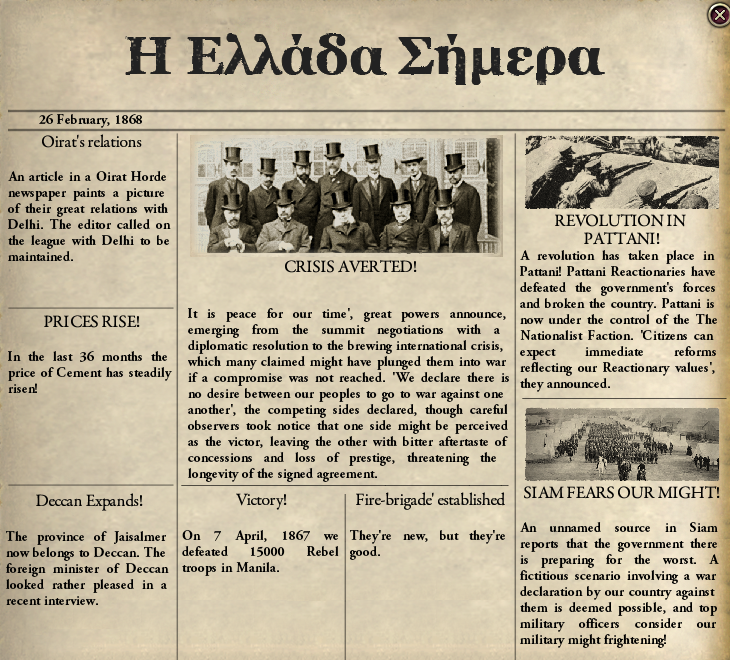 Η Ελλάδα Σήμερα
26 February, 1868
Oirat's relations
An article in a Oirat Horde
newspaper paints a picture
of their great relations with
Delhi. The editor called on
the league with Delhi to be
maintained.
PRICES RISE!
In the last 36 months the
price of Cement has steadily
risen!
Deccan Expands!
The province of Jaisalmer
now belongs to Deccan. The
foreign minister of Deccan
looked rather pleased in a
recent interview.
CRISIS AVERTED!
It is peace for our time', great powers announce,
emerging from the summit negotiations with a
diplomatic resolution to the brewing international crisis,
which many claimed might have plunged them into war
if a compromise was not reached. 'We declare there is
no desire between our peoples to go to war against one
another', the competing sides declared, though careful
observers took notice that one side might be perceived
as the victor, leaving the other with bitter aftertaste of
concessions and loss of prestige, threatening the
longevity of the signed agreement.
Victory!
On 7 April, 1867 we
defeated 15000 Rebel
troops in Manila.
Fire-brigade' established
They're new, but they're
good.
REVOLUTION IN
PATTANI!
A revolution has taken place in
Pattani! Pattani Reactionaries have
defeated the government's forces
and broken the country. Pattani is
now under the control of the The
Nationalist Faction. 'Citizens can
expect immediate reforms
reflecting our Reactionary values',
they announced.
SIAM FEARS OUR MIGHT!
An unnamed source in Siam
reports that the government there
is preparing for the worst. A
fictitious scenario involving a war
declaration by our country against
them is deemed possible, and top
military officers consider our
military might frightening!